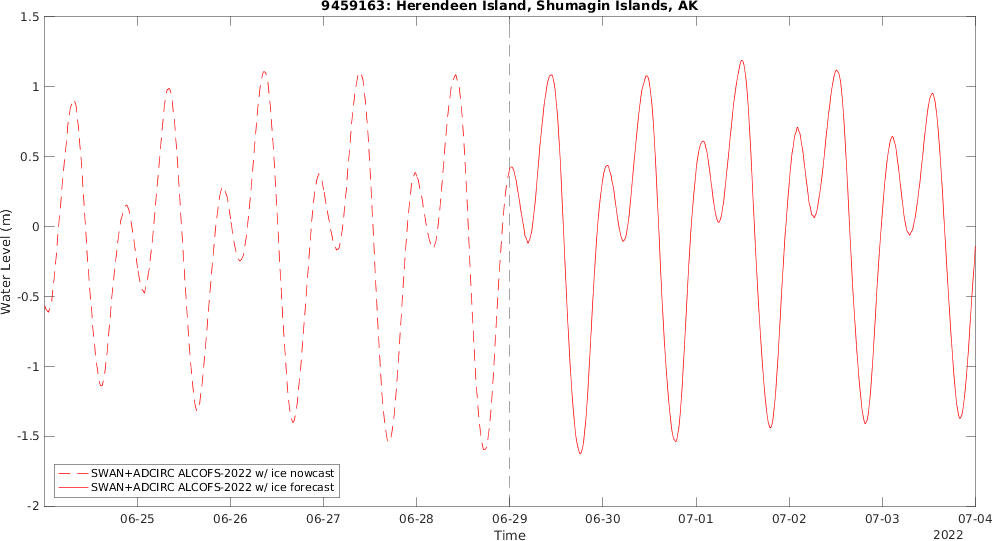 9459163: Herendeen Island, Shumagin Islands, AK
1.5
1
0.5
0
-0.5
-1
-1.5
-2
Water Level (m)
SWAN+ADCIRC ALCOFS-2022 w/ ice nowcast
SWAN+ADCIRC ALCOFS-2022 w/ ice forecast
06-25 06-26 06-27 06-28 06-29 06-30 07-01 07-02 07-03 07-04
Time
2022